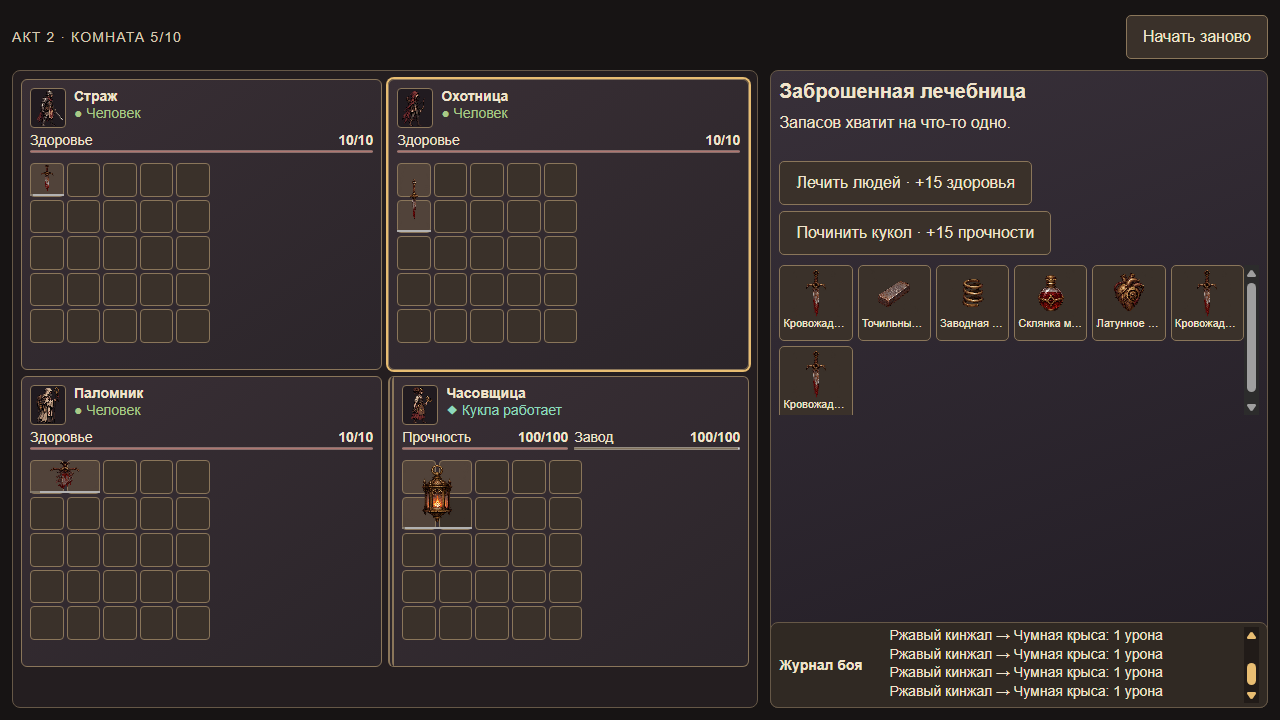 АКТ 2 · КОМНАТА 5/10
Начать заново
Страж
● Человек
Здоровье 10/10
Охотница
● Человек
Здоровье 10/10
Паломник
● Человек
Здоровье 10/10
Часовщица
◆ Кукла работает
Прочность 100/100 Завод 100/100
Заброшенная лечебница
Запасов хватит на что-то одно.
Лечить людей · +15 здоровья
Починить кукол · +15 прочности
Кровожад... Точильны... Заводная ... Склянка м... Латунное ... Кровожад...
Кровожад...
Журнал боя
Ржавый кинжал → Чумная крыса: 1 урона
Ржавый кинжал → Чумная крыса: 1 урона
Ржавый кинжал → Чумная крыса: 1 урона
Ржавый кинжал → Чумная крыса: 1 урона